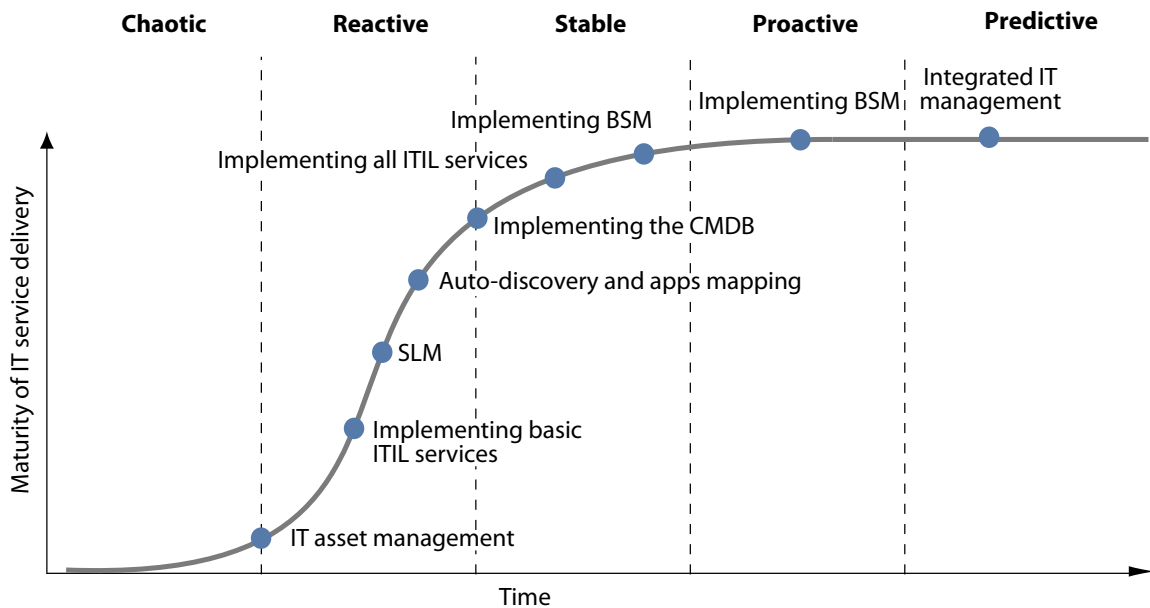 Chaotic
Reactive
Stable
Proactive
Predictive
Integrated IT
management
Implementing BSM
Implementing BSM
Implementing all ITIL services
Implementing the CMDB
Auto-discovery and apps mapping
SLM
Implementing basic
ITIL services
IT asset management
Maturity of IT service delivery
Time